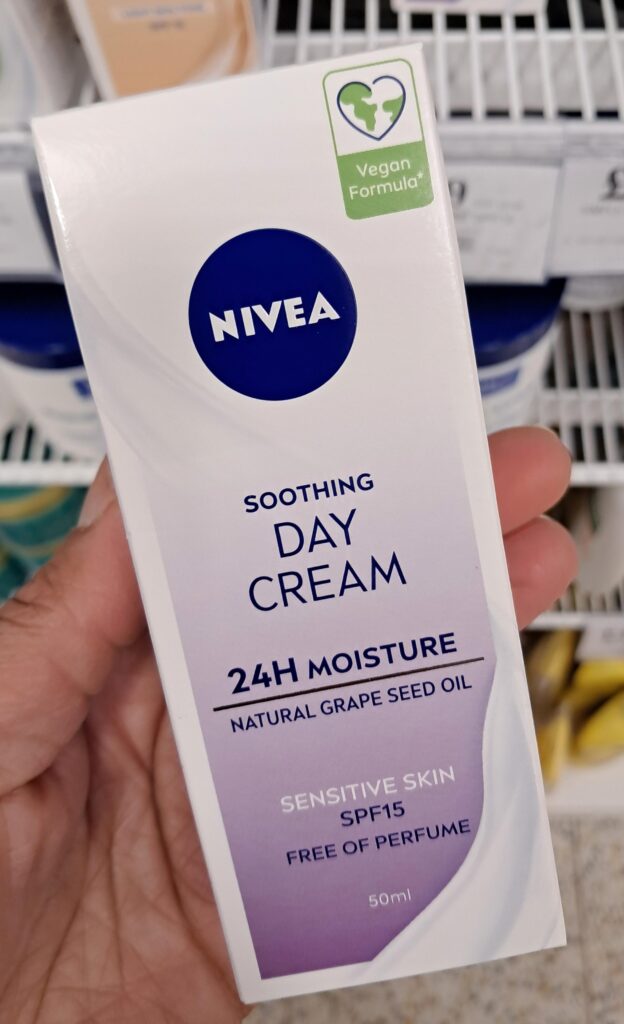 Vegan
Formula*
NIVEA
SOOTHING
DAY
CREAM
24H MOISTURE
NATURAL GRAPE SEED OIL
SENSITIVE SKIN
SPF15
FREE OF PERFUME
50ml